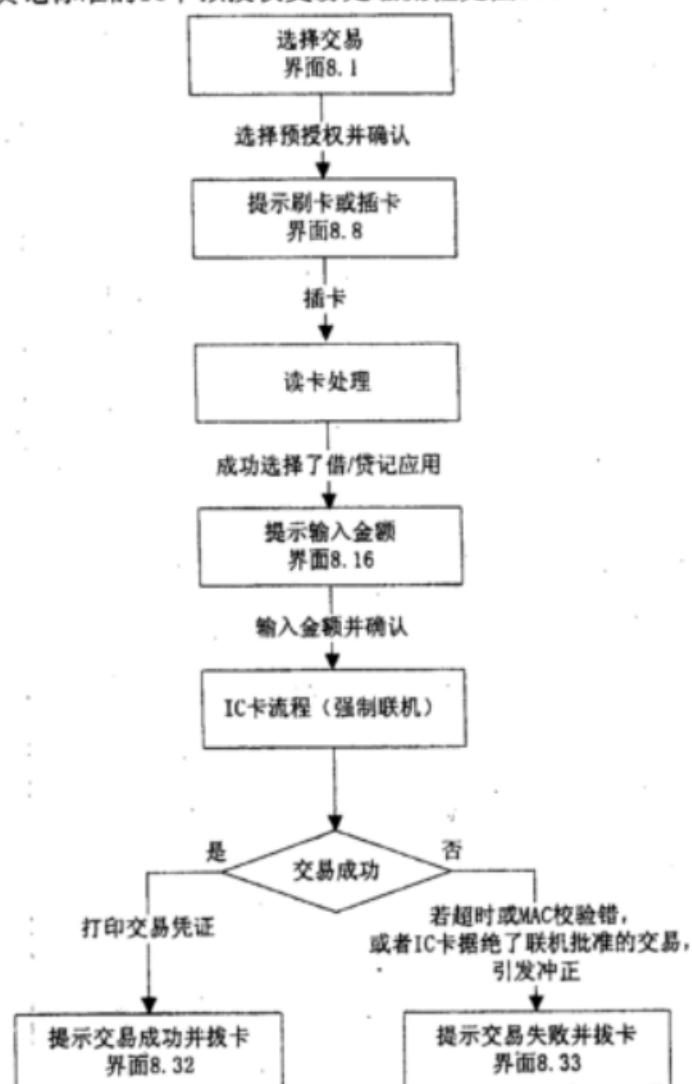 选择交易
界面8.1
选择预授权并确认
提示刷卡或插卡
界面8.8
插卡
读卡处理
成功选择了借/贷记应用
提示输入金额
界面8.16
输入金额并确认
IC卡流程（强制联机）
是
交易成功
否
打印交易凭证
若超时或MAC校验错，
或者IC卡据绝了联机批准的交易，
引发冲正
提示交易成功并拨卡
界面8.32
提示交易失败并拔卡
界面8.33